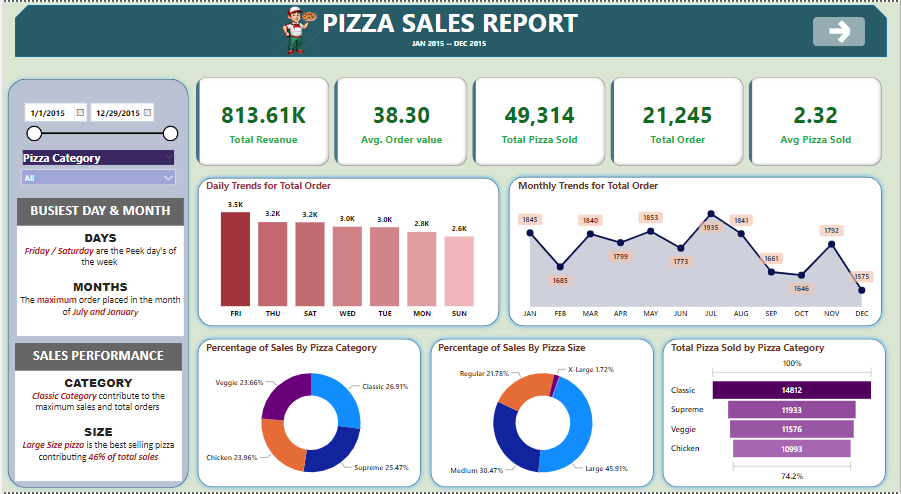 PIZZA SALES REPORT
JAN 2015 -- DEC 2015
1/1/2015
12/29/2015
Pizza Category
All
BUSIEST DAY & MONTH
DAYS
Friday / Saturday are the Peek day's of
the week
MONTHS
The maximum order placed in the month
of July and January
SALES PERFORMANCE
CATEGORY
Classic Category contribute to the
maximum sales and total orders
SIZE
Large Size pizza is the best selling pizza
contributing 46% of total sales
813.61K
Total Revanue
38.30
Avg. Order value
49,314
Total Pizza Sold
21,245
Total Order
2.32
Avg Pizza Sold
Daily Trends for Total Order
3.5K
3.2K
3.2K
3.0K
3.0K
2.8K
2.6K
FRI
THU
SAT
WED
TUE
MON
SUN
Monthly Trends for Total Order
1845
1685
1840
1799
1853
1773
1935
1841
1661
1646
1792
1575
JAN
FEB
MAR
APR
MAY
JUN
JUL
AUG
SEP
OCT
NOV
DEC
Percentage of Sales By Pizza Category
Veggie 23.66%
Classic 26.91%
Chicken 23.96%
Supreme 25.47%
Percentage of Sales By Pizza Size
Regular 21.78%
X-Large 1.72%
Medium 30.47%
Large 45.91%
Total Pizza Sold by Pizza Category
100%
Classic 14812
Supreme 11933
Veggie 11576
Chicken 10993
74.2%